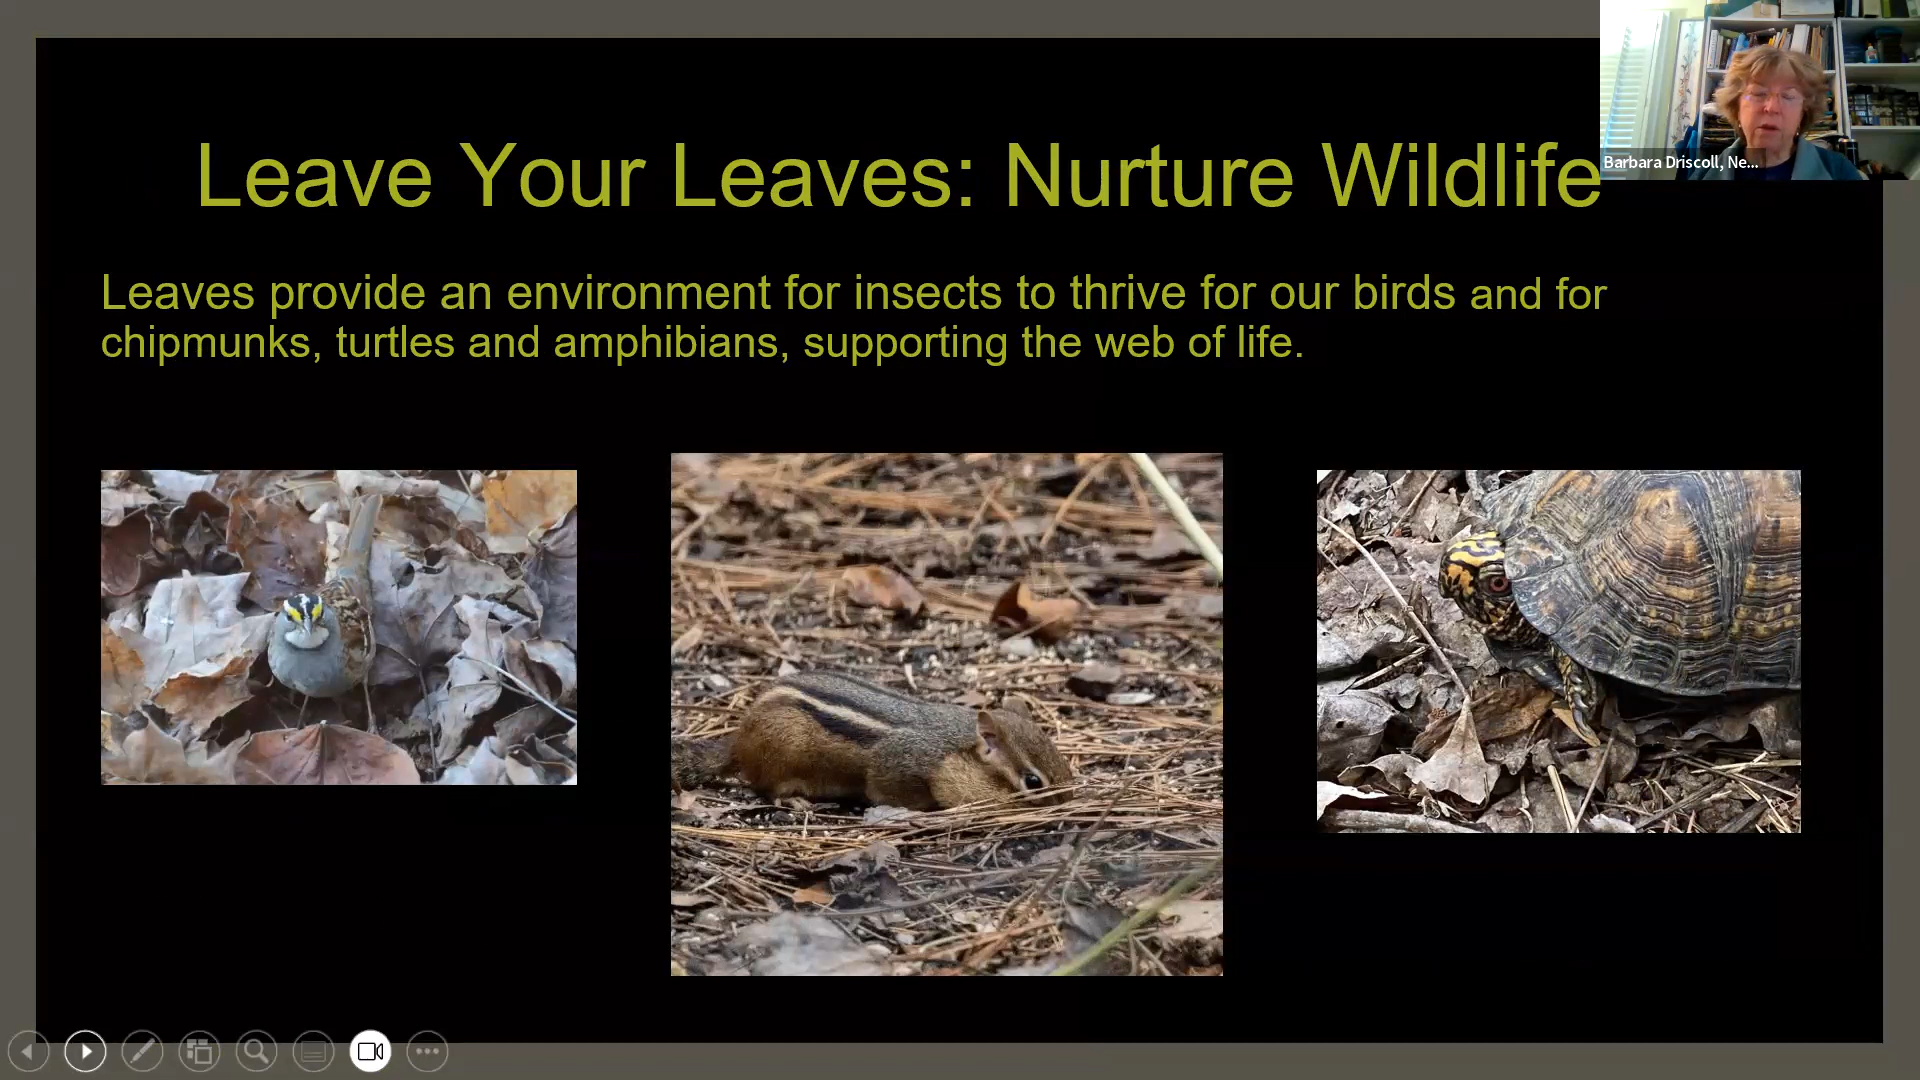 Leave Your Leaves: Nurture Wildlife
Barbara Driscoll, Ne...
Leaves provide an environment for insects to thrive for our birds and for
chipmunks, turtles and amphibians, supporting the web of life.